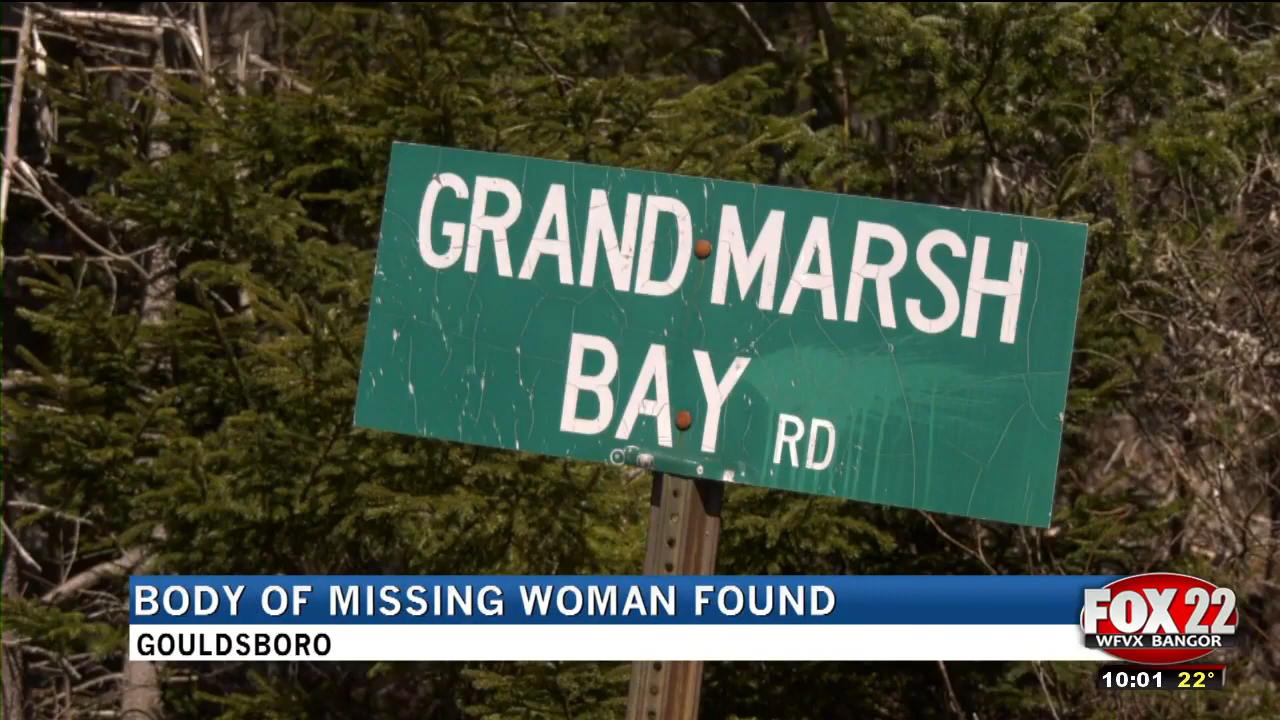 GRAND MARSH
BAY RD
BODY OF MISSING WOMAN FOUND
GOULDSBORO
FOX 22
WFVX BANGOR
10:01 22°